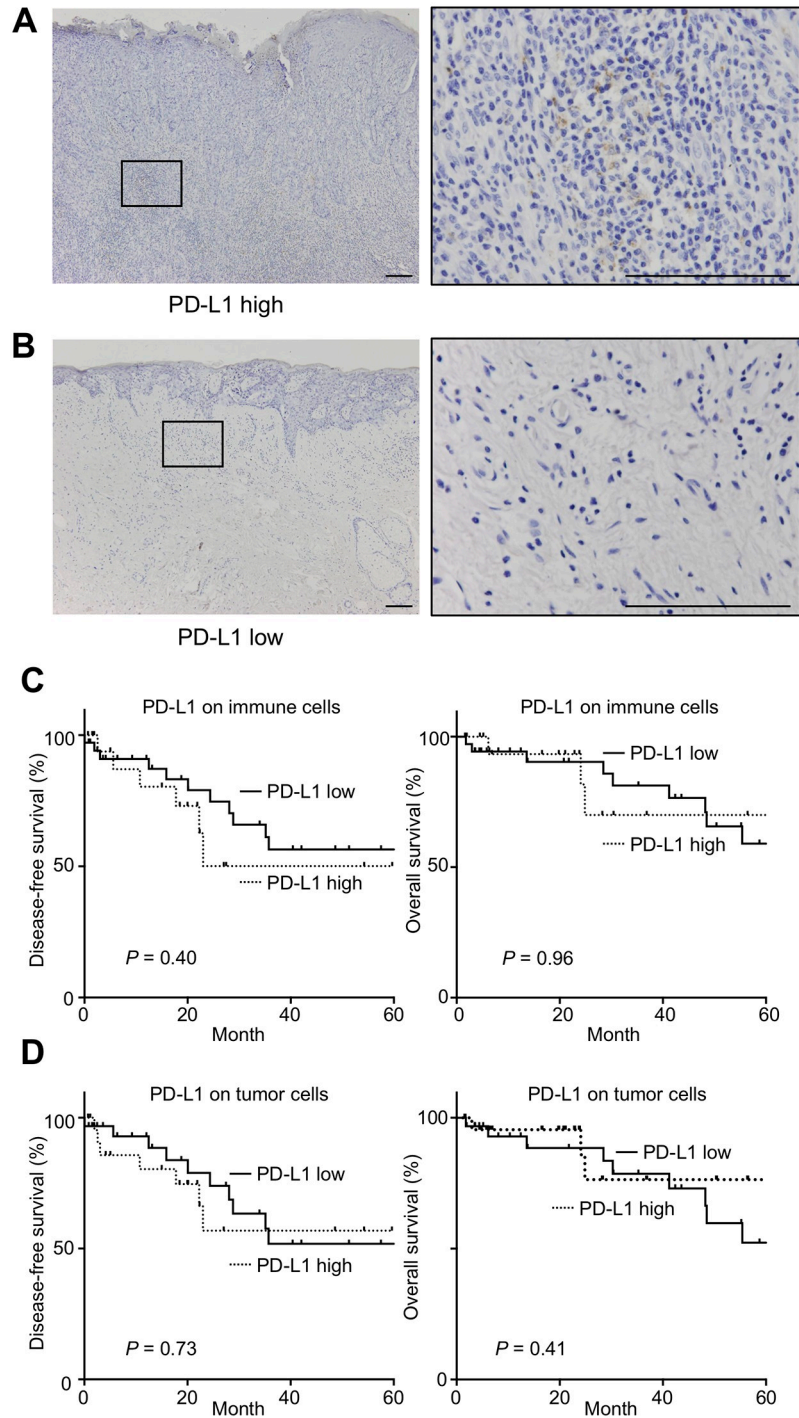 A
PD-L1 high
B
PD-L1 low
C
PD-L1 on immune cells
Disease-free survival (%)
100
50
0
PD-L1 low
PD-L1 high
P = 0.40
0 20 40 60
Month
PD-L1 on immune cells
Overall survival (%)
100
50
0
PD-L1 low
PD-L1 high
P = 0.96
0 20 40 60
Month
D
PD-L1 on tumor cells
Disease-free survival (%)
100
50
0
PD-L1 low
PD-L1 high
P = 0.73
0 20 40 60
Month
PD-L1 on tumor cells
Overall survival (%)
100
50
0
PD-L1 low
PD-L1 high
P = 0.41
0 20 40 60
Month